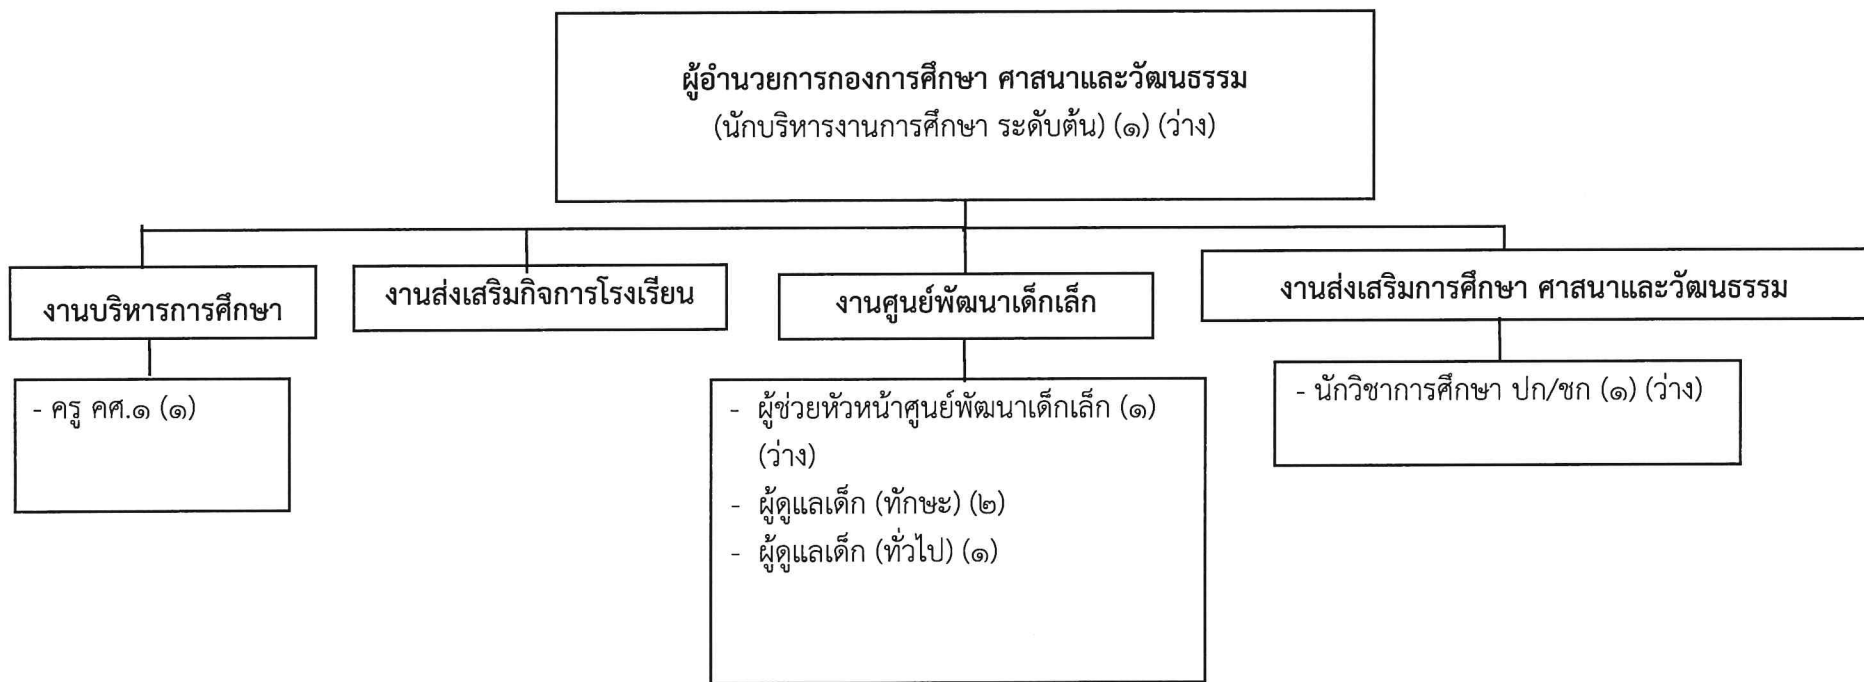 ผู้อำนวยการกองการศึกษา ศาสนาและวัฒนธรรม
(นักบริหารงานการศึกษา ระดับต้น) (๑) (ว่าง)
งานบริหารการศึกษา
งานส่งเสริมกิจการโรงเรียน
งานศูนย์พัฒนาเด็กเล็ก
งานส่งเสริมการศึกษา ศาสนาและวัฒนธรรม
- ครู คศ.๑ (๑)
- ผู้ช่วยหัวหน้าศูนย์พัฒนาเด็กเล็ก (๑)
(ว่าง)
- ผู้ดูแลเด็ก (ทักษะ) (๒)
- ผู้ดูแลเด็ก (ทั่วไป) (๑)
- นักวิชาการศึกษา ปก/ชก (๑) (ว่าง)